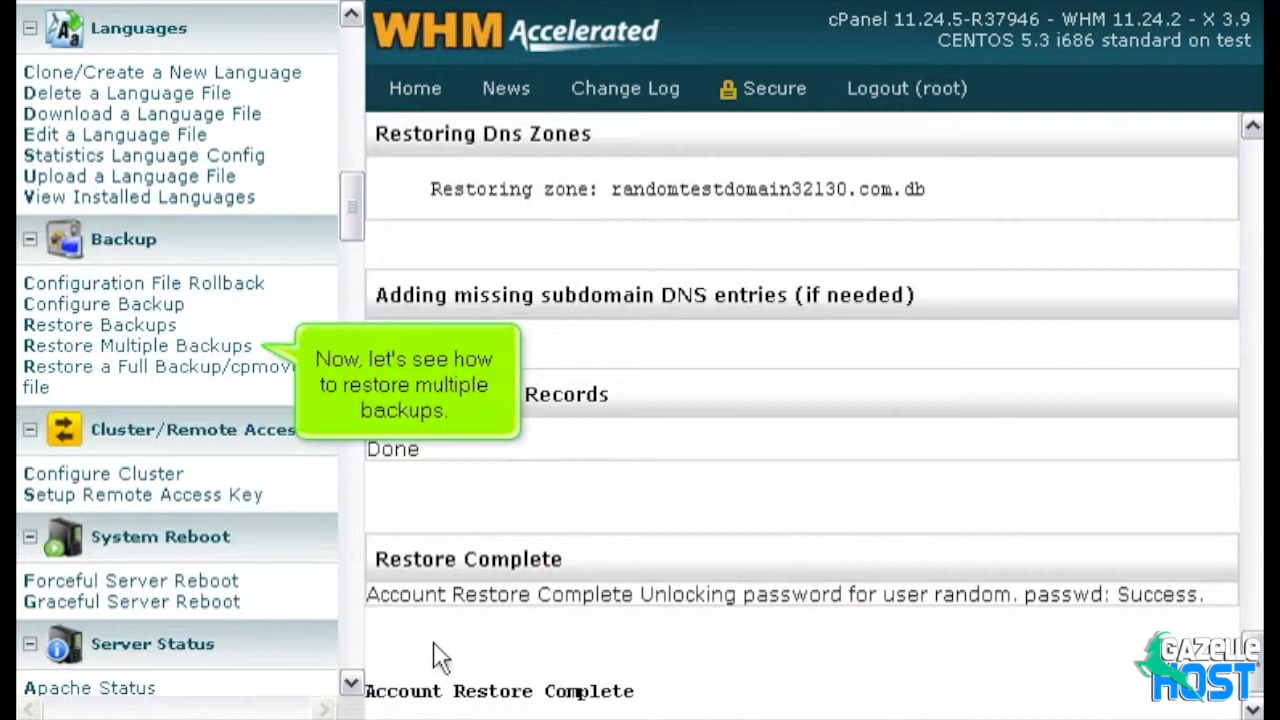 Languages
Clone/Create a New Language
Delete a Language File
Download a Language File
Edit a Language File
Statistics Language Config
Upload a Language File
View Installed Languages
Backup
Configuration File Rollback
Configure Backup
Restore Backups
Restore Multiple Backups
Restore a Full Backup/cpmov
file
Cluster/Remote Acces
Configure Cluster
Setup Remote Access Key
System Reboot
Forceful Server Reboot
Graceful Server Reboot
Server Status
Apache Status
WHM Accelerated
cPanel 11.24.5-R37946 - WHM 11.24.2 - X 3.9
CENTOS 5.3 i686 standard on test
Home News Change Log Secure Logout (root)
Restoring Dns Zones
Restoring zone: randomtestdomain32130.com.db
Adding missing subdomain DNS entries (if needed)
Now, let's see how
to restore multiple
backups.
Records
Done
Restore Complete
Account Restore Complete Unlocking password for user random. passwd: Success.
Account Restore Complete
GAZELLE
HOST